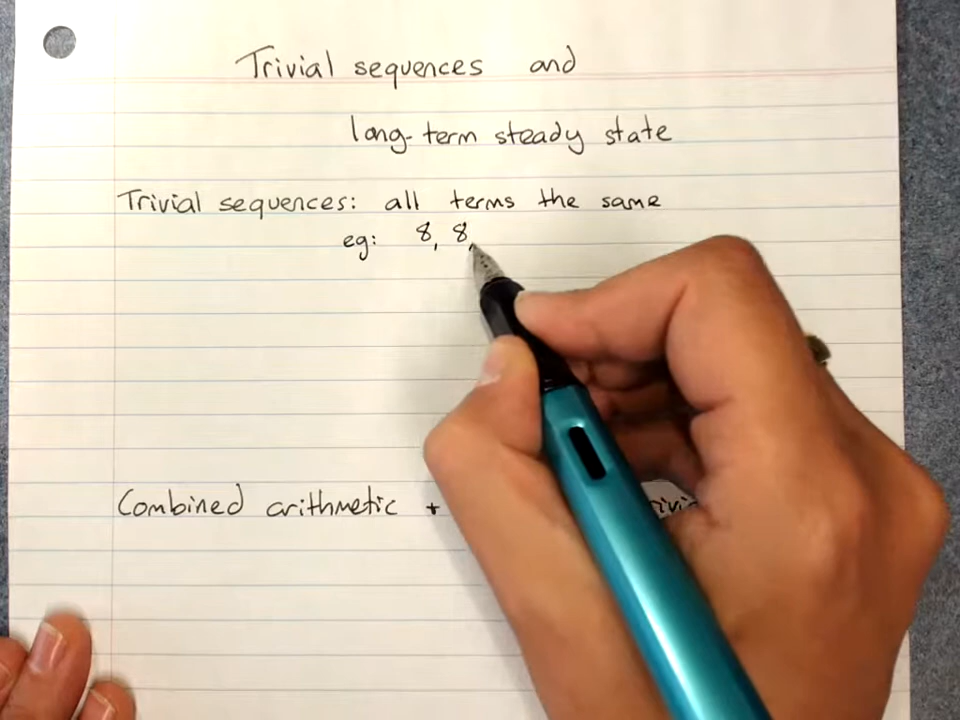 Trivial sequences and
long-term steady state
Trivial sequences: all terms the same
eg: 8, 8,
Combined arithmetic +